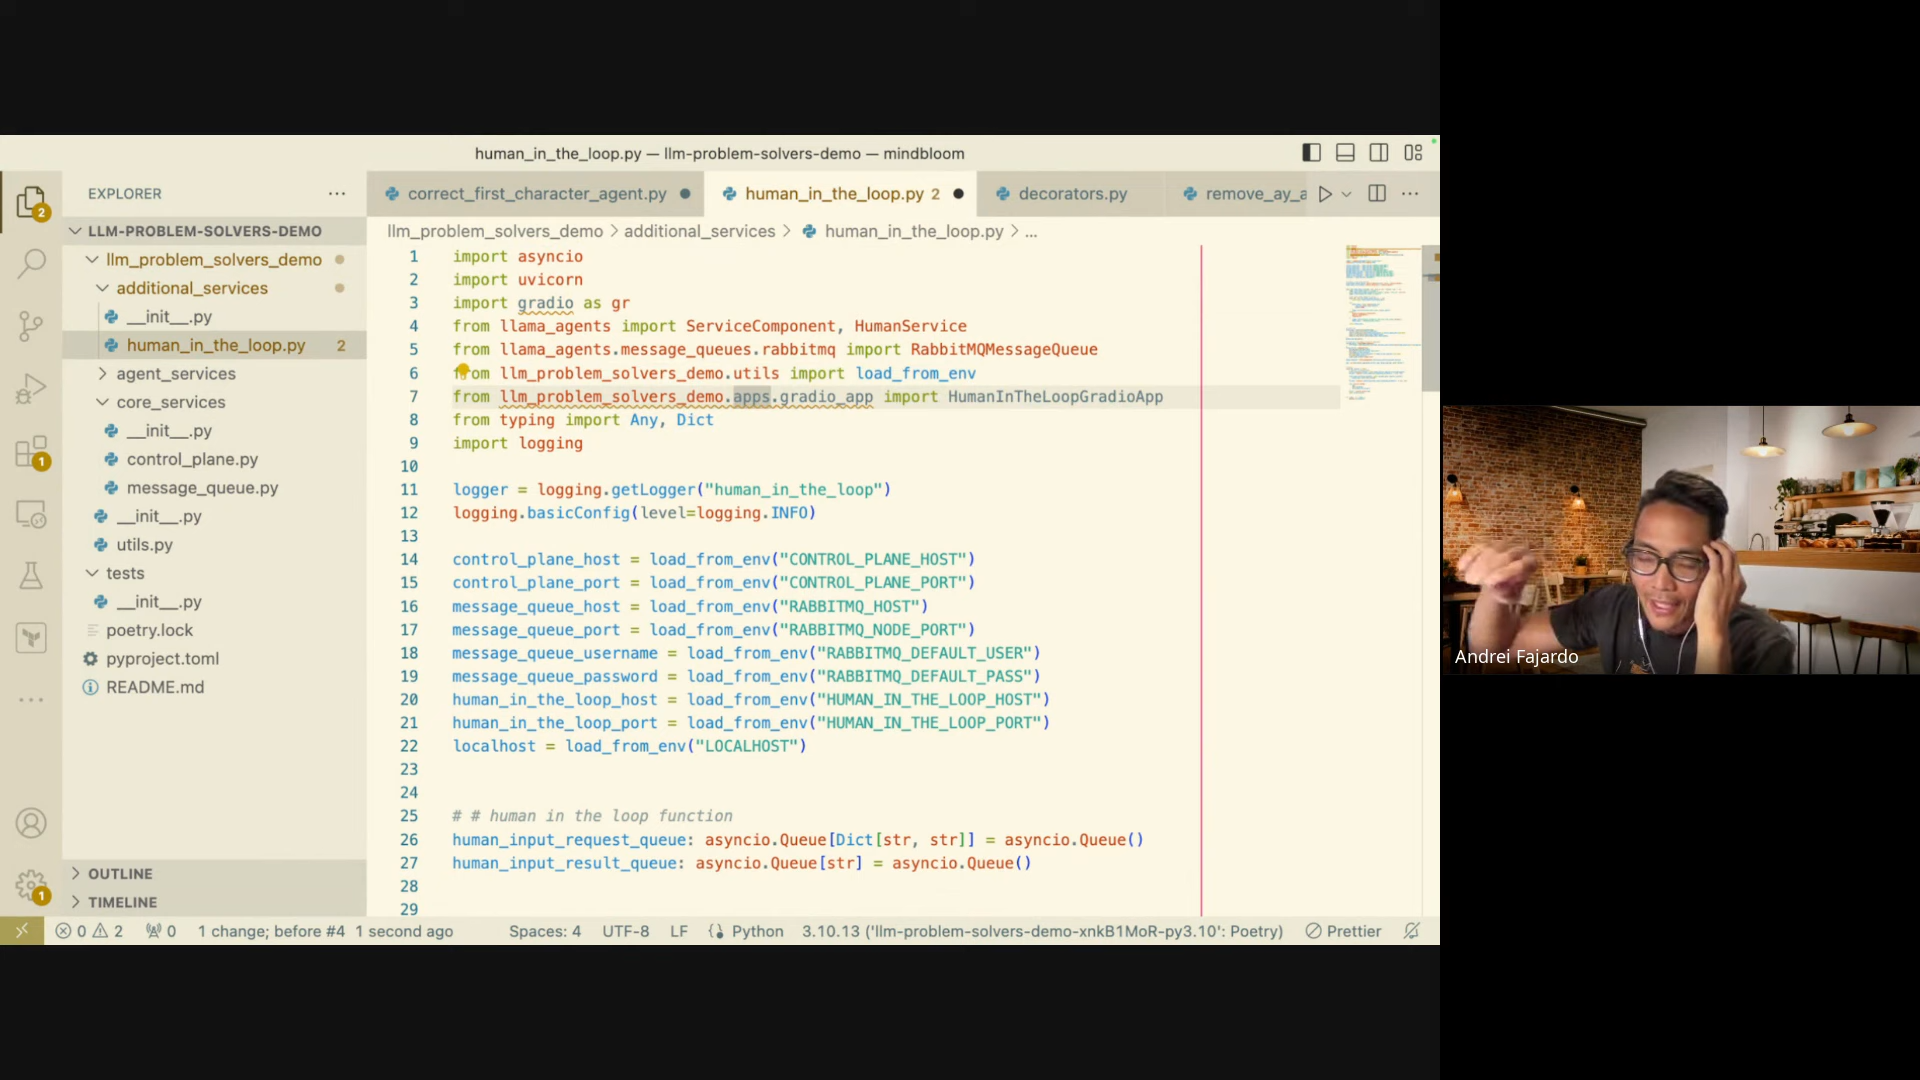 human_in_the_loop.py — llm-problem-solvers-demo — mindbloom
EXPLORER
LLM-PROBLEM-SOLVERS-DEMO
llm_problem_solvers_demo
additional_services
__init__.py
human_in_the_loop.py 2
agent_services
core_services
__init__.py
control_plane.py
message_queue.py
__init__.py
utils.py
tests
__init__.py
poetry.lock
pyproject.toml
README.md
OUTLINE
TIMELINE
2
1
1
correct_first_character_agent.py
human_in_the_loop.py 2
decorators.py
remove_ay_a
llm_problem_solvers_demo > additional_services > human_in_the_loop.py > ...
1 import asyncio
2 import uvicorn
3 import gradio as gr
4 from llama_agents import ServiceComponent, HumanService
5 from llama_agents.message_queues.rabbitmq import RabbitMQMessageQueue
6 from llm_problem_solvers_demo.utils import load_from_env
7 from llm_problem_solvers_demo.apps.gradio_app import HumanInTheLoopGradioApp
8 from typing import Any, Dict
9 import logging
10
11 logger = logging.getLogger("human_in_the_loop")
12 logging.basicConfig(level=logging.INFO)
13
14 control_plane_host = load_from_env("CONTROL_PLANE_HOST")
15 control_plane_port = load_from_env("CONTROL_PLANE_PORT")
16 message_queue_host = load_from_env("RABBITMQ_HOST")
17 message_queue_port = load_from_env("RABBITMQ_NODE_PORT")
18 message_queue_username = load_from_env("RABBITMQ_DEFAULT_USER")
19 message_queue_password = load_from_env("RABBITMQ_DEFAULT_PASS")
20 human_in_the_loop_host = load_from_env("HUMAN_IN_THE_LOOP_HOST")
21 human_in_the_loop_port = load_from_env("HUMAN_IN_THE_LOOP_PORT")
22 localhost = load_from_env("LOCALHOST")
23
24
25 # # human in the loop function
26 human_input_request_queue: asyncio.Queue[Dict[str, str]] = asyncio.Queue()
27 human_input_result_queue: asyncio.Queue[str] = asyncio.Queue()
28
29
0 2 0 1 change; before #4 1 second ago Spaces: 4 UTF-8 LF Python 3.10.13 ('llm-problem-solvers-demo-xnkB1MoR-py3.10': Poetry) Prettier
Andrei Fajardo